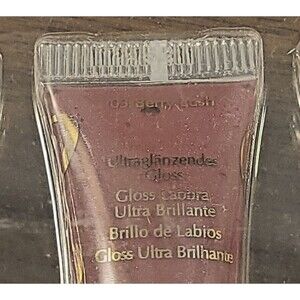 Ultraglänzendes
Gloss
Gloss Labbra
Ultra Brillante
Brillo de Labios
Gloss Ultra Brilhante